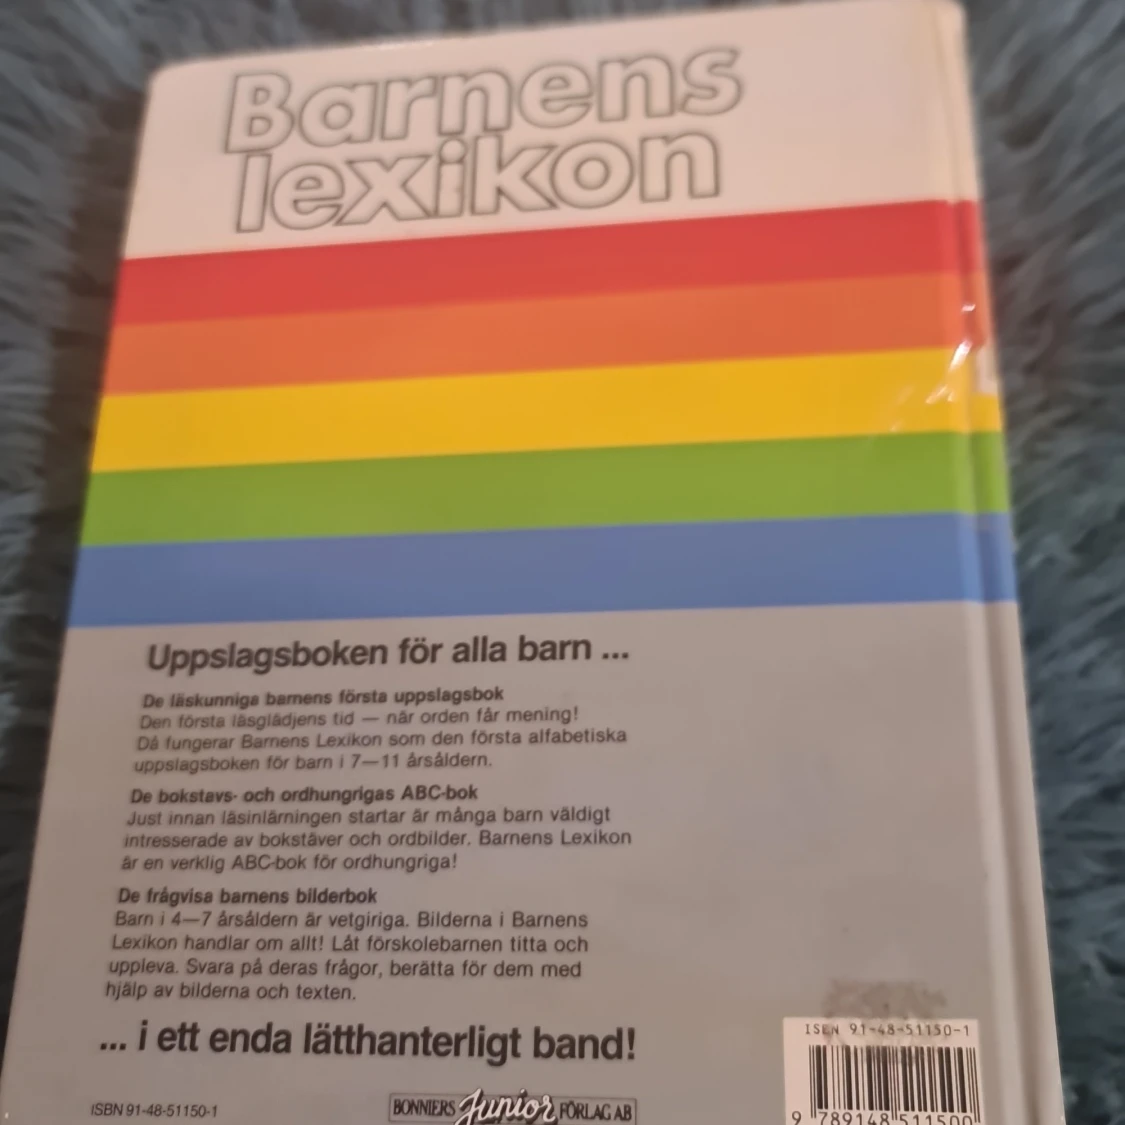 Barnens
lexikon
Uppslagsboken för alla barn ...
De läskunniga barnens första uppslagsbok
Den första läsglädjens tid — när orden får mening!
Då fungerar Barnens Lexikon som den första alfabetiska
uppslagsboken för barn i 7—11 årsåldern.
De bokstavs- och ordhungrigas ABC-bok
Just innan läsinlärningen startar är många barn väldigt
intresserade av bokstäver och ordbilder. Barnens Lexikon
är en verklig ABC-bok för ordhungriga!
De frågvisa barnens bilderbok
Barn i 4—7 årsåldern är vetgiriga. Bilderna i Barnens
Lexikon handlar om allt! Låt förskolebarnen titta och
uppleva. Svara på deras frågor, berätta för dem med
hjälp av bilderna och texten.
... i ett enda lätthanterligt band!
ISBN 91-48-51150-1
BONNIERS Junior FÖRLAG AB
ISBN 91-48-51150-1
9 789148 511500